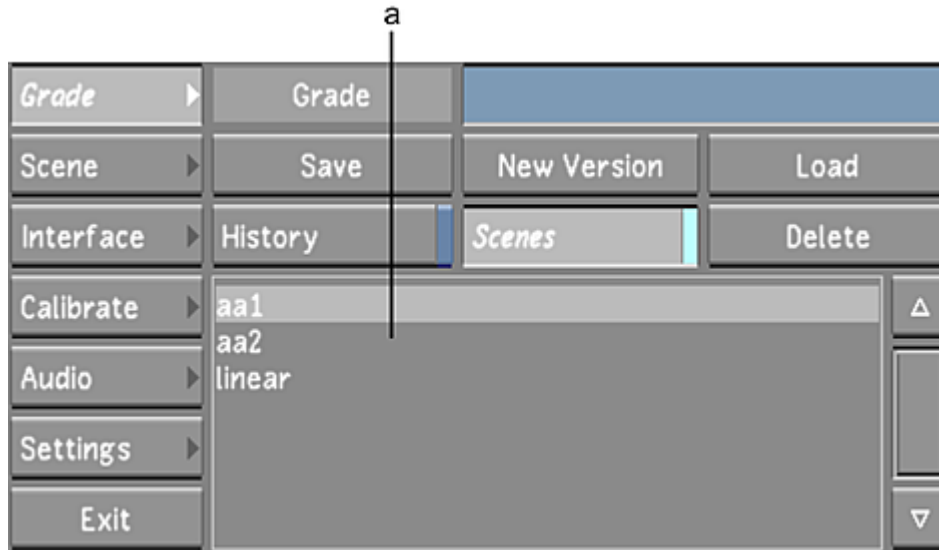 a
Grade Grade
Scene Save New Version Load
Interface History Scenes Delete
Calibrate aa1
aa2
Audio linear
Settings
Exit